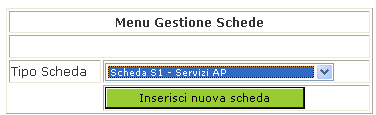 Menu Gestione Schede
Tipo Scheda
Scheda S1 - Servizi AP
Inserisci nuova scheda